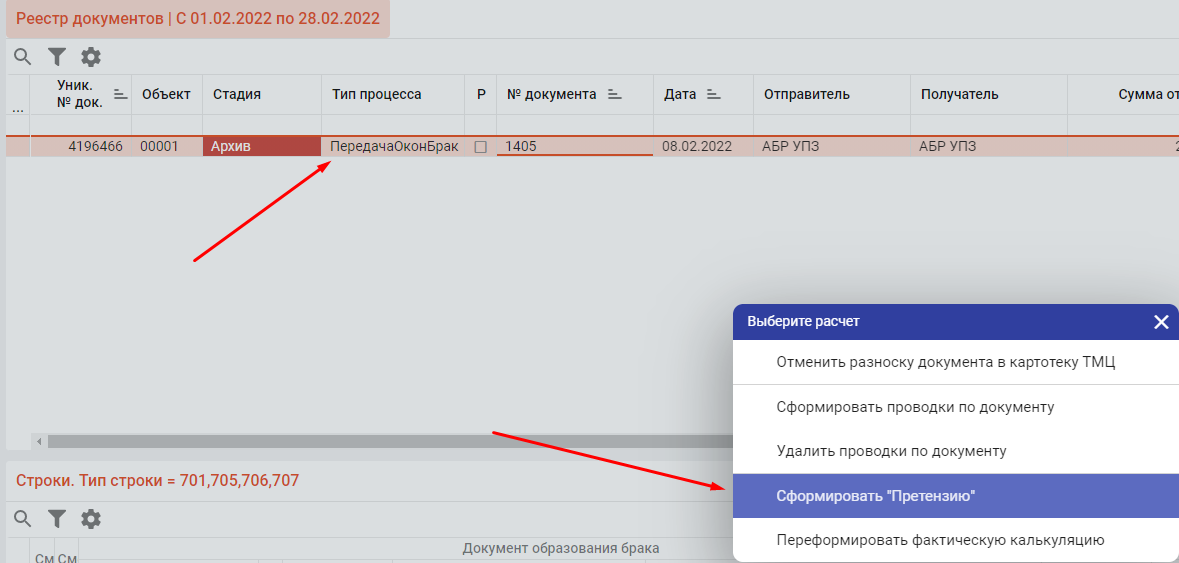 Реестр документов | С 01.02.2022 по 28.02.2022
Уник.
№ док.
Объект
Стадия
Тип процесса
Р
№ документа
Дата
Отправитель
Получатель
Сумма от
...
4196466
00001
Архив
ПередачаОконБрак
1405
08.02.2022
АБР УПЗ
АБР УПЗ
2
Выберите расчет
Отменить разноску документа в картотеку ТМЦ
Сформировать проводки по документу
Удалить проводки по документу
Сформировать "Претензию"
Переформировать фактическую калькуляцию
Строки. Тип строки = 701,705,706,707
Документ образования брака
См
См